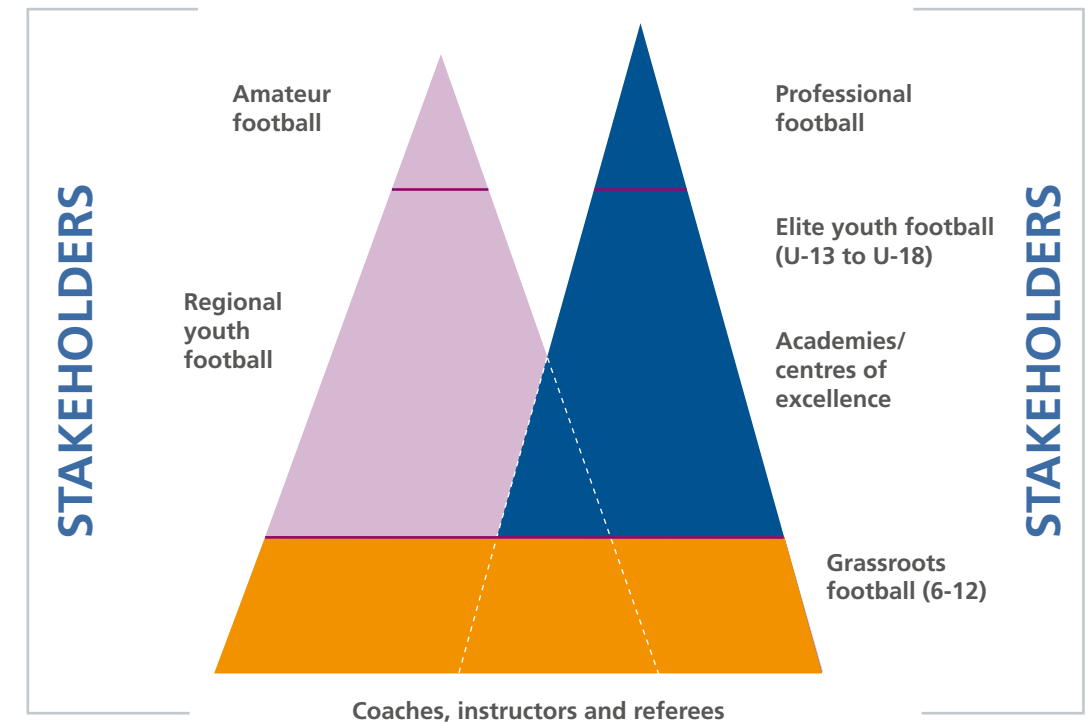 STAKEHOLDERS
Amateur
football
Regional
youth
football
Professional
football
Elite youth football
(U-13 to U-18)
Academies/
centres of
excellence
Grassroots
football (6-12)
STAKEHOLDERS
Coaches, instructors and referees